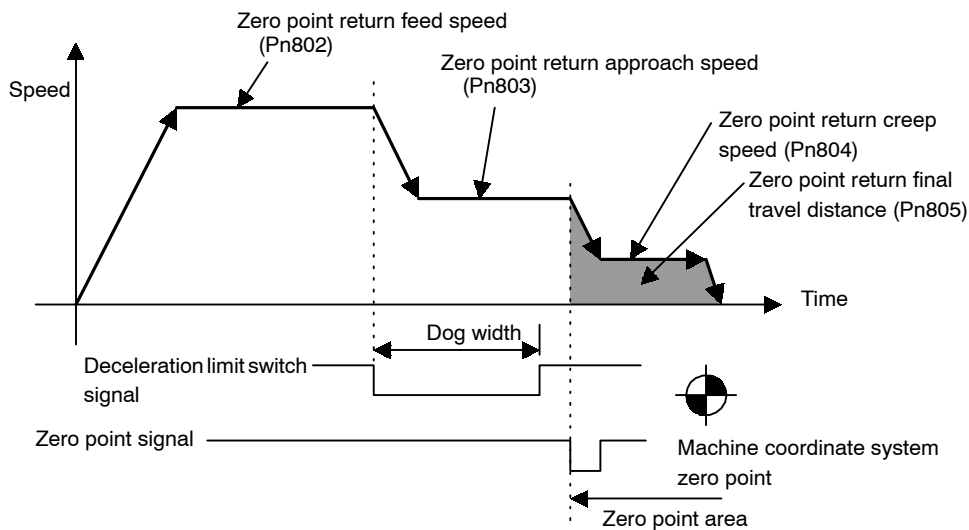 Zero point return feed speed
(Pn802)
Zero point return approach speed
(Pn803)
Speed
Zero point return creep
speed (Pn804)
Zero point return final
travel distance (Pn805)
Time
Dog width
Deceleration limit switch
signal
Zero point signal
Machine coordinate system
zero point
Zero point area